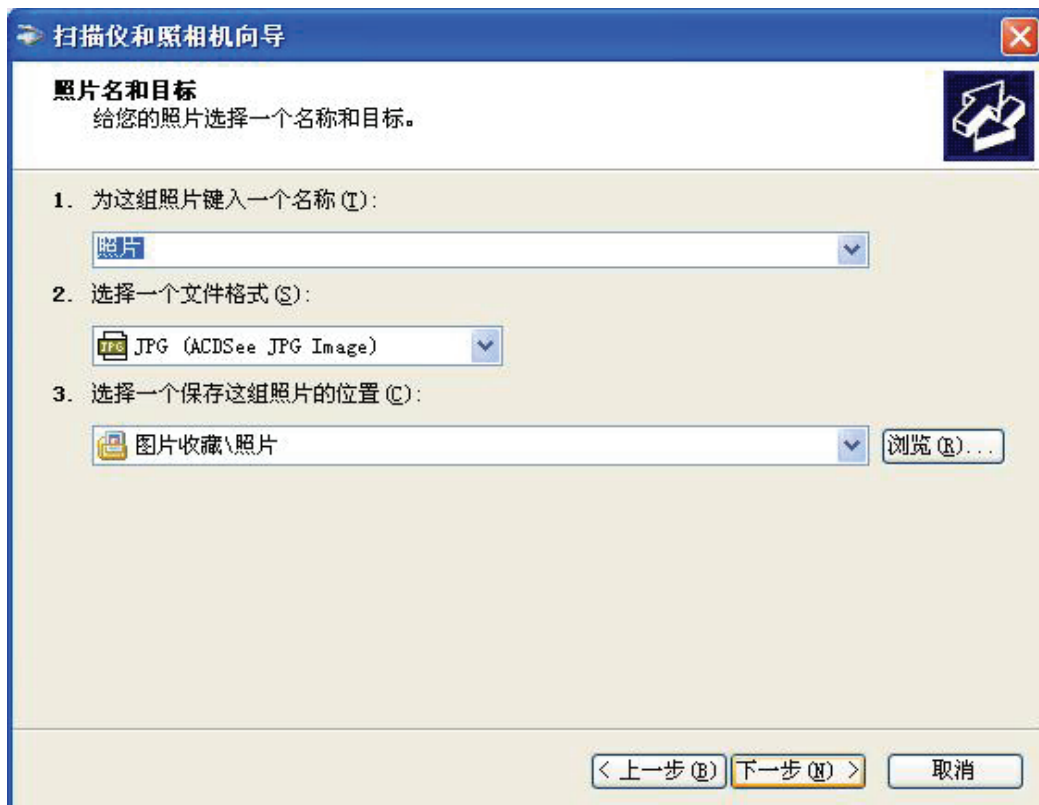 扫描仪和照相机向导
照片名和目标
给您的照片选择一个名称和目标。
1. 为这组照片键入一个名称(T):
照片
2. 选择一个文件格式(S):
JPG (ACDSee JPG Image)
3. 选择一个保存这组照片的位置(C):
图片收藏\照片 浏览(R)...
< 上一步(B) 下一步(N) > 取消